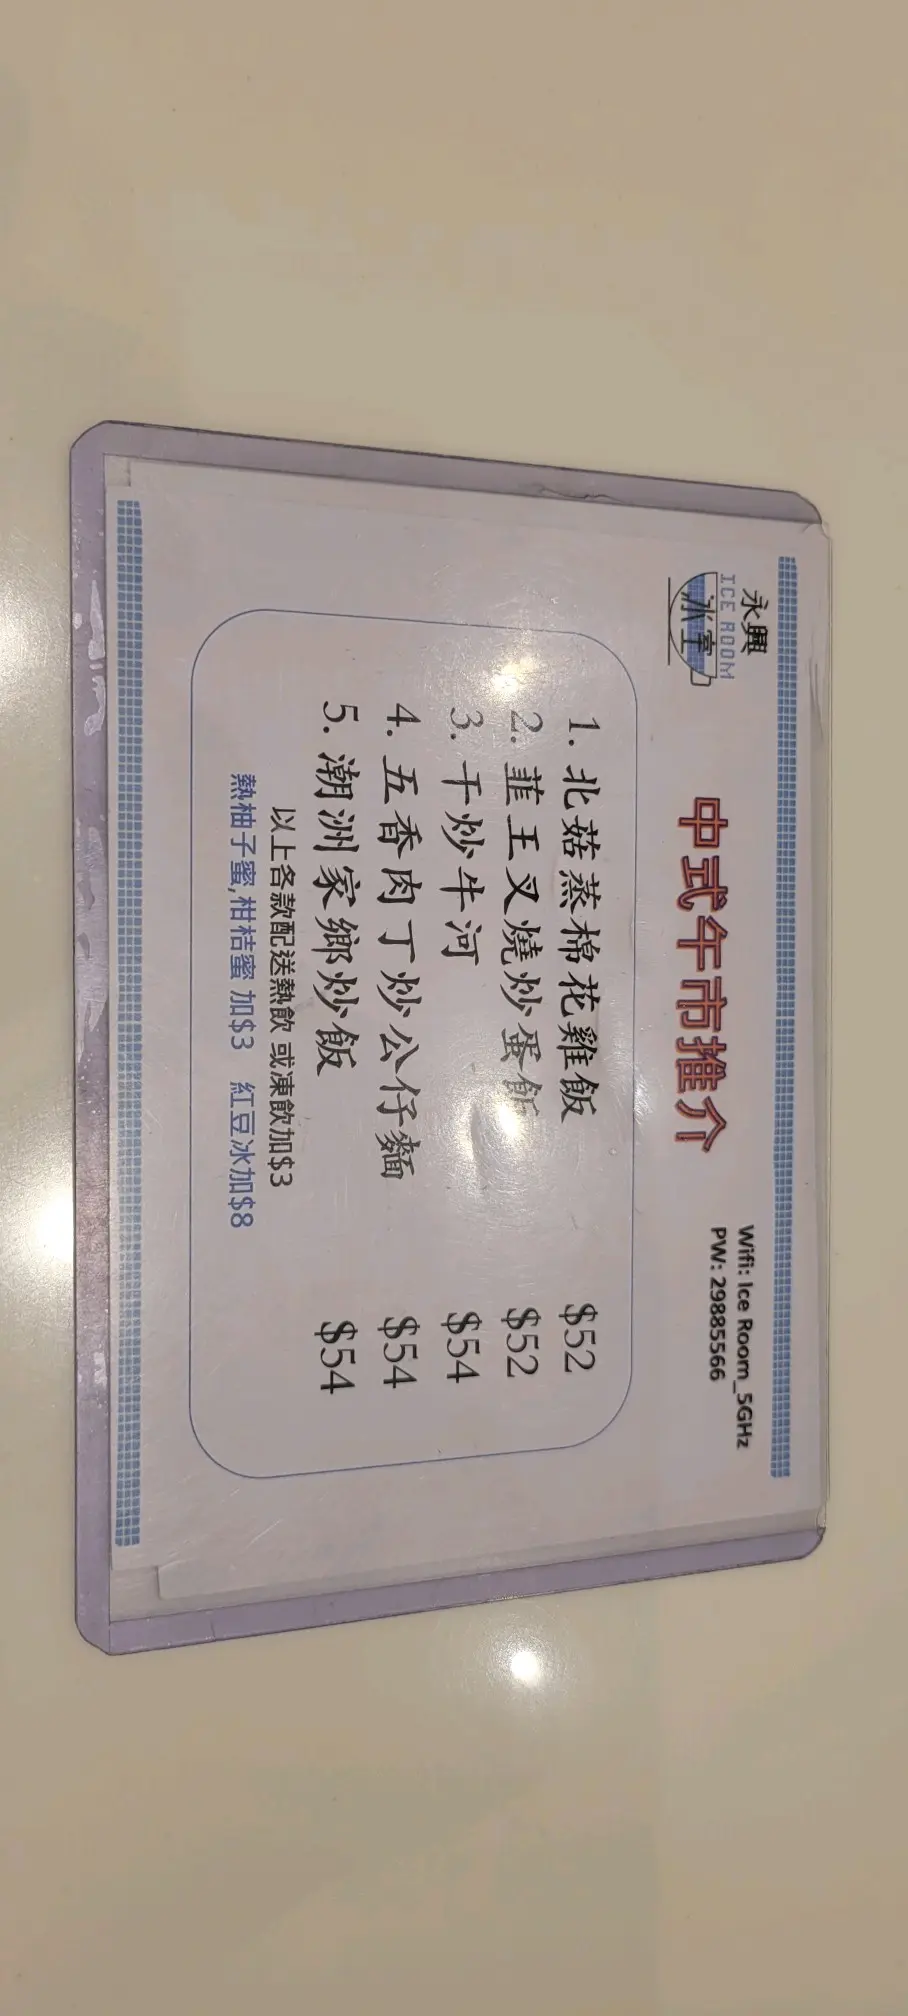 永興
ICE ROOM
冰室
中式午市推介
Wifi: Ice Room_5GHz
PW: 29885566
1. 北菇蒸棉花雞飯 $52
2. 韮王叉燒炒蛋飯 $52
3. 干炒牛河 $54
4. 五香肉丁炒公仔麵 $54
5. 潮洲家鄉炒飯 $54
以上各款配送熱飲 或凍飲加$3
熱柚子蜜,柑桔蜜 加$3 紅豆冰加$8